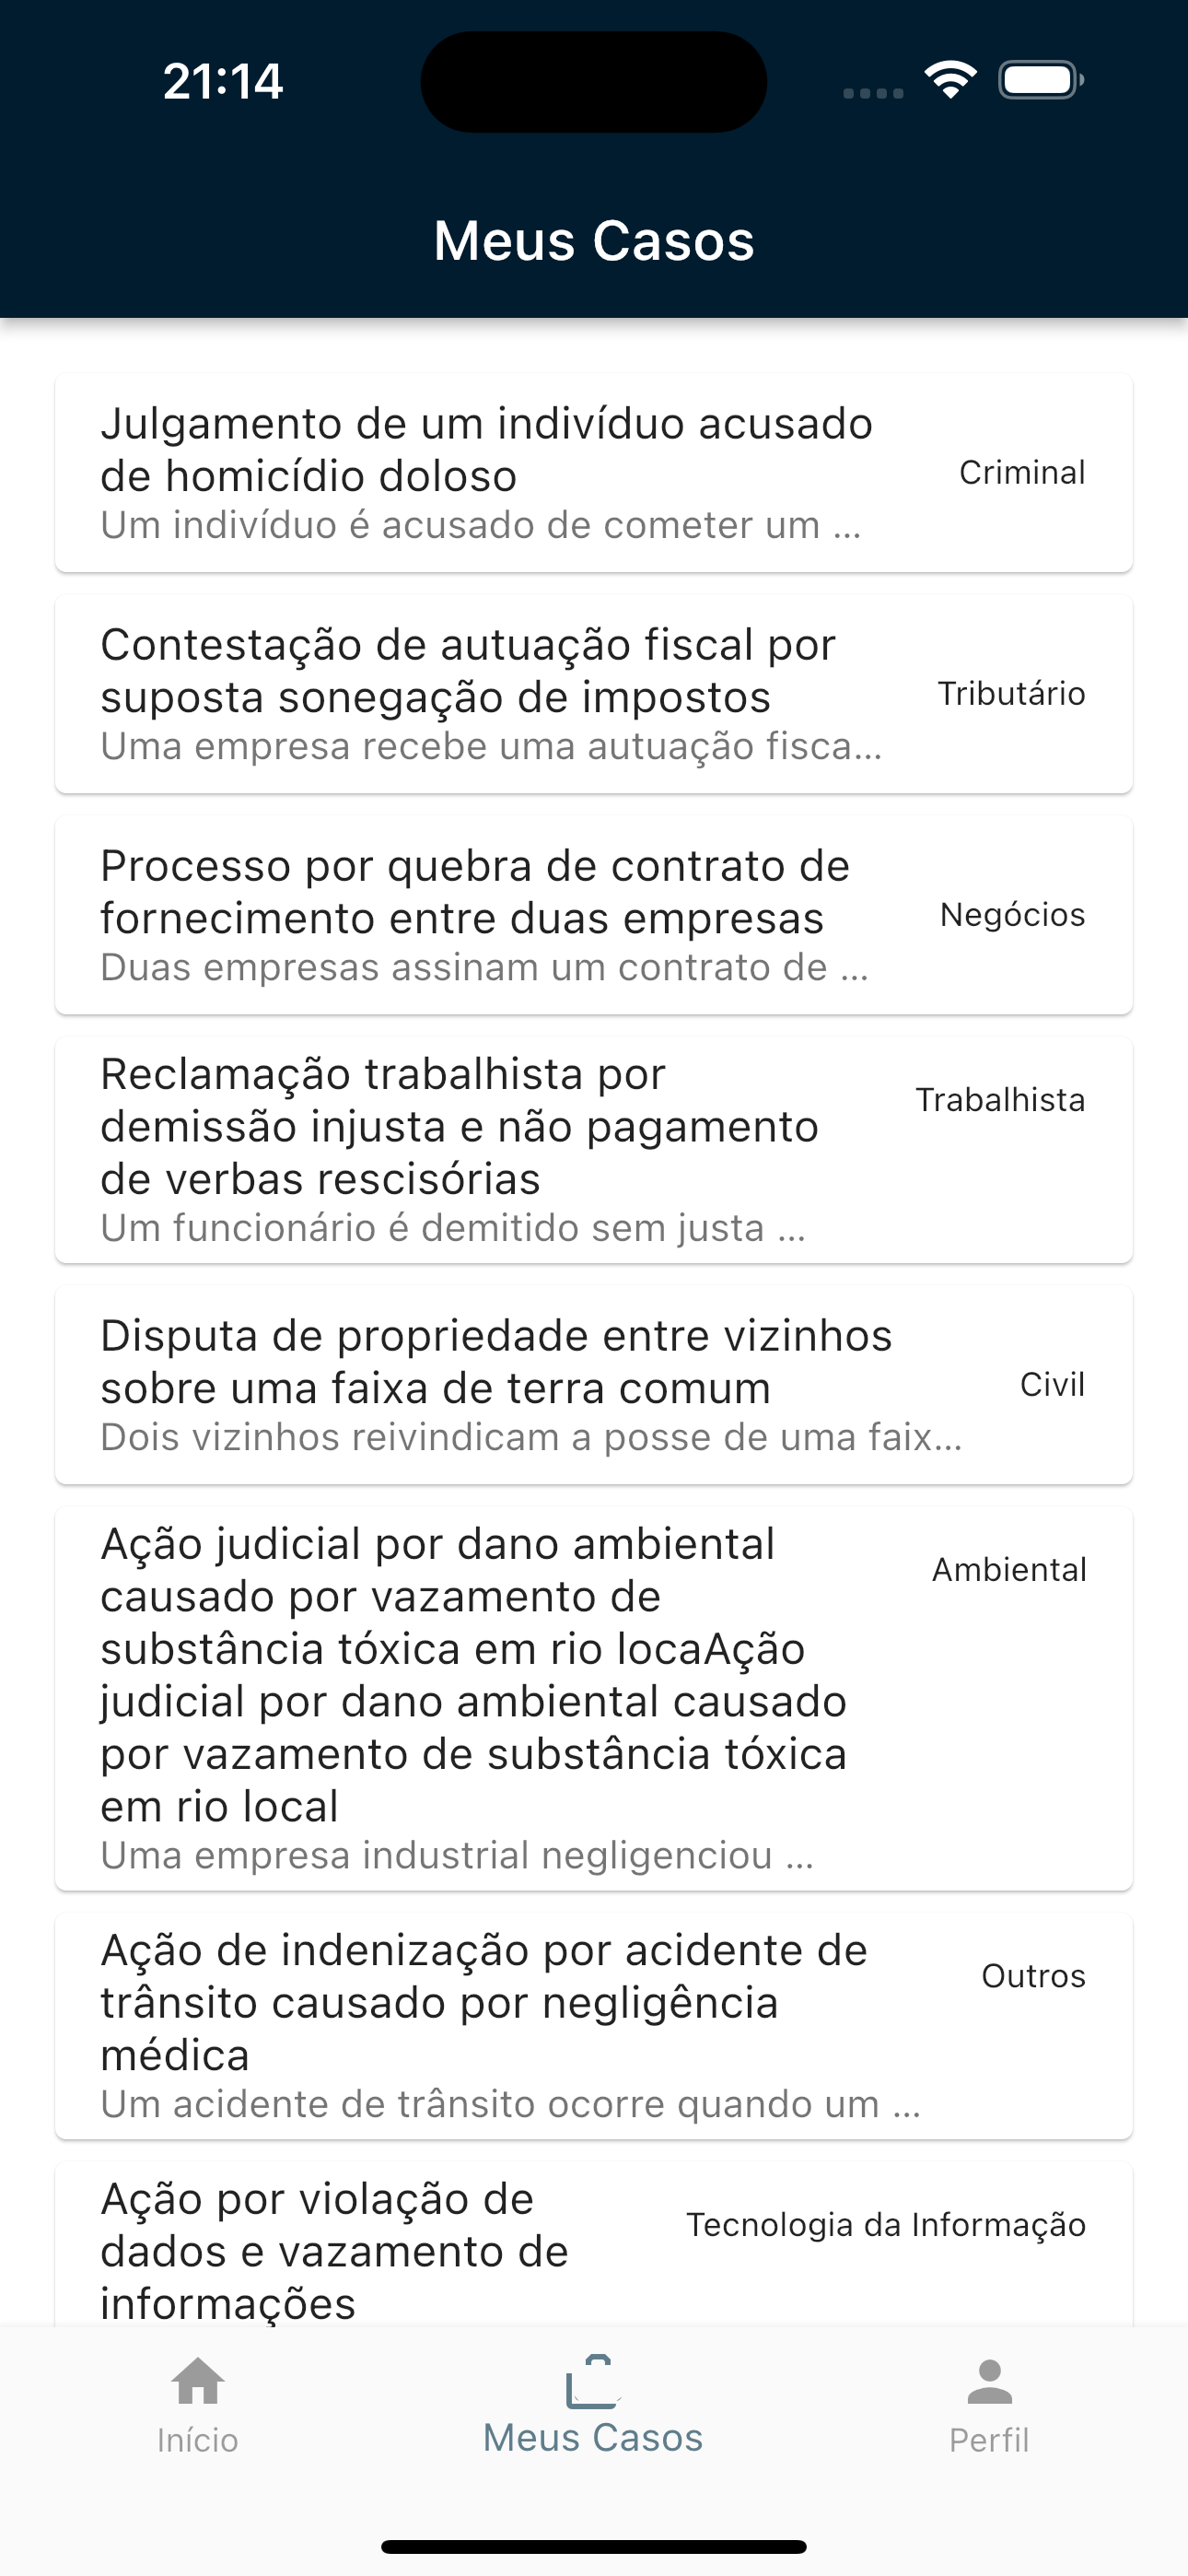 21:14
Meus Casos
Julgamento de um indivíduo acusado
de homicídio doloso
Criminal
Um indivíduo é acusado de cometer um ...
Contestação de autuação fiscal por
suposta sonegação de impostos
Tributário
Uma empresa recebe uma autuação fisca...
Processo por quebra de contrato de
fornecimento entre duas empresas
Negócios
Duas empresas assinam um contrato de ...
Reclamação trabalhista por
Trabalhista
demissão injusta e não pagamento
de verbas rescisórias
Um funcionário é demitido sem justa ...
Disputa de propriedade entre vizinhos
sobre uma faixa de terra comum
Civil
Dois vizinhos reivindicam a posse de uma faix...
Ação judicial por dano ambiental
Ambiental
causado por vazamento de
substância tóxica em rio locaAção
judicial por dano ambiental causado
por vazamento de substância tóxica
em rio local
Uma empresa industrial negligenciou ...
Ação de indenização por acidente de
Outros
trânsito causado por negligência
médica
Um acidente de trânsito ocorre quando um ...
Ação por violação de
Tecnologia da Informação
dados e vazamento de
informações
Início
Meus Casos
Perfil